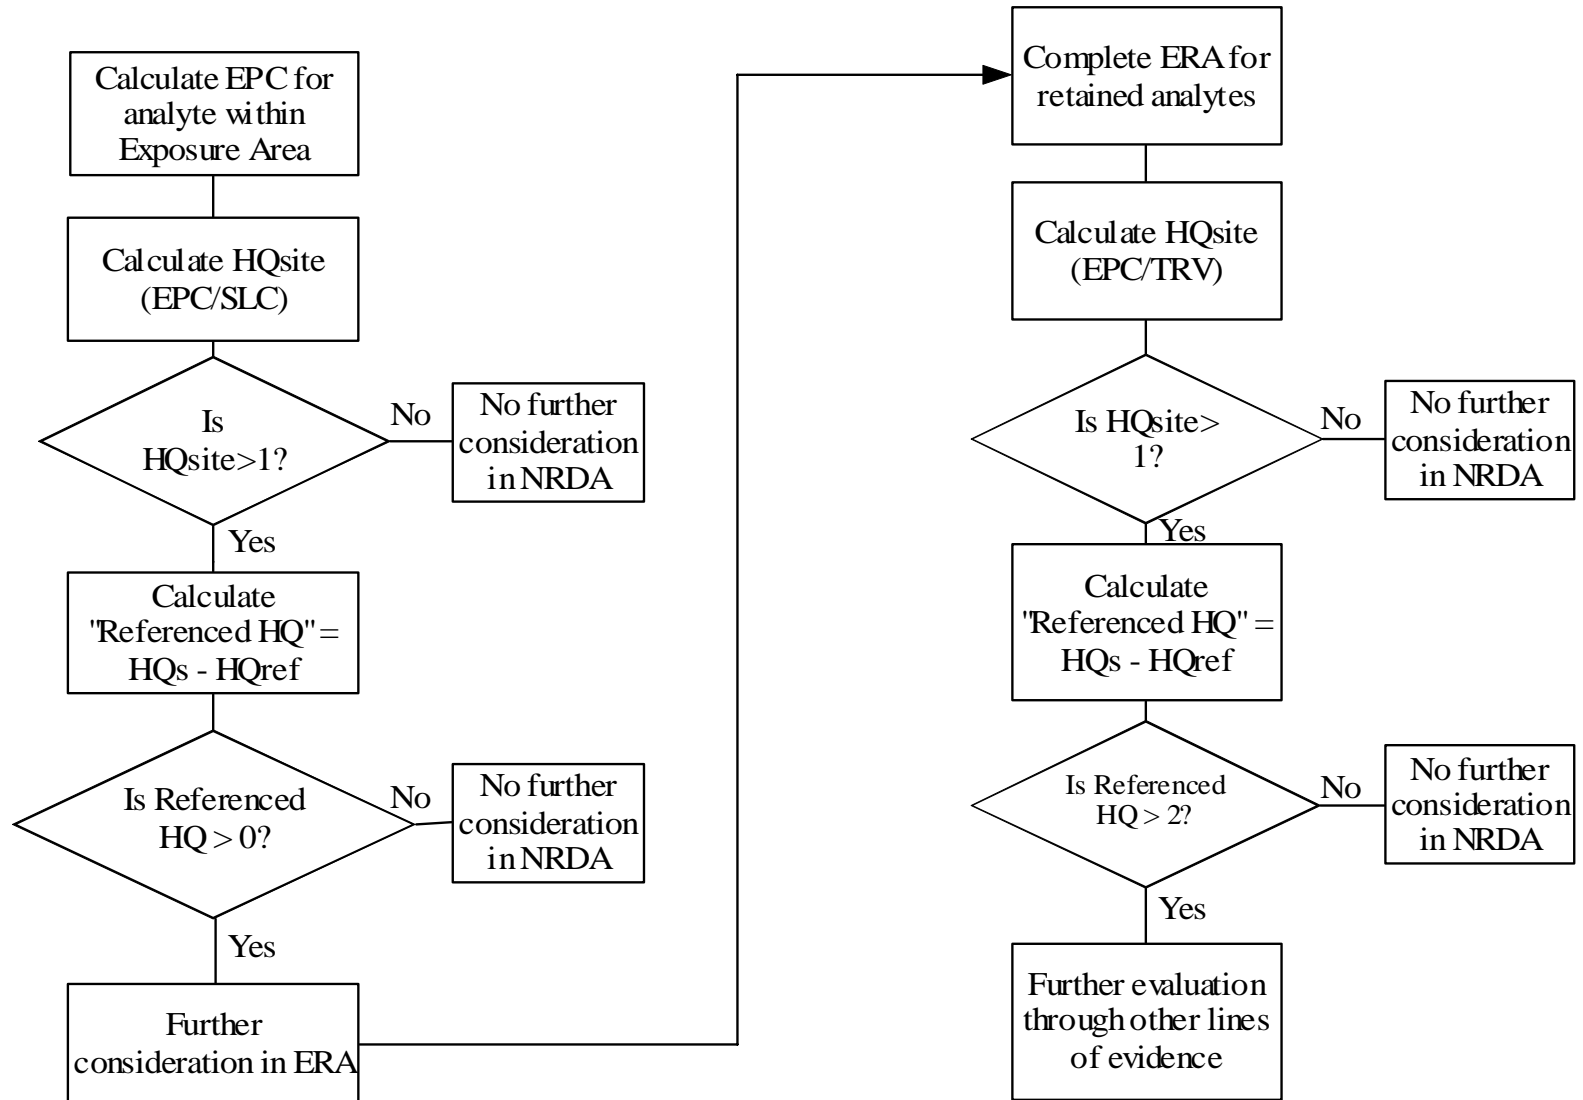 Calculate EPC for
analyte within
Exposure Area
Calculate HQsite
(EPC/SLC)
Is
HQsite>1?
No
No further
consideration
in NRDA
Yes
Calculate
"Referenced HQ" =
HQs - HQref
Is Referenced
HQ > 0?
No
No further
consideration
in NRDA
Yes
Further
consideration in ERA
Complete ERA for
retained analytes
Calculate HQsite
(EPC/TRV)
Is HQsite>
1?
No
No further
consideration
in NRDA
Yes
Calculate
"Referenced HQ" =
HQs - HQref
Is Referenced
HQ > 2?
No
No further
consideration
in NRDA
Yes
Further evaluation
through other lines
of evidence